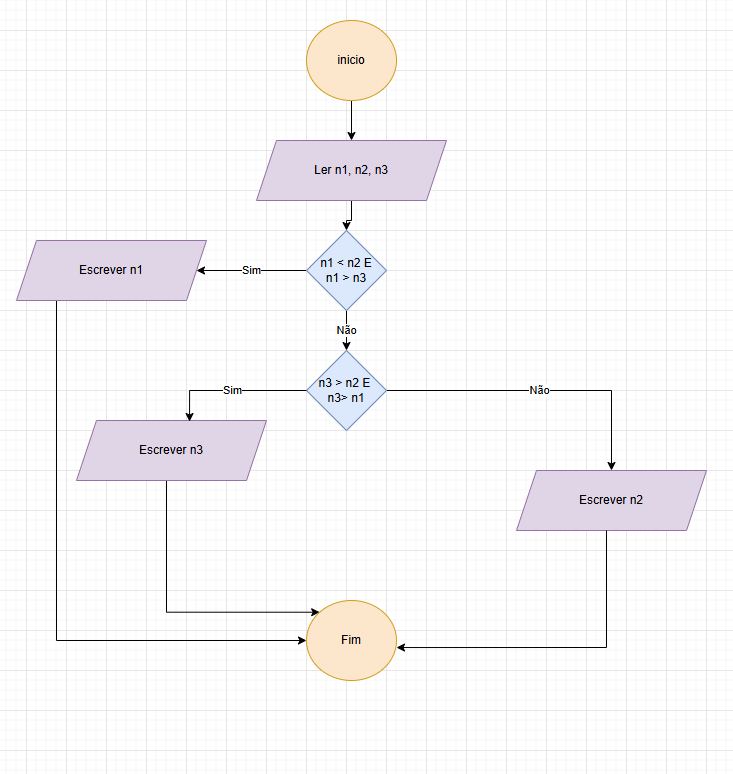 inicio
Ler n1, n2, n3
n1 < n2 E
n1 > n3
Sim
Escrever n1
Não
n3 > n2 E
n3> n1
Sim
Não
Escrever n3
Escrever n2
Fim